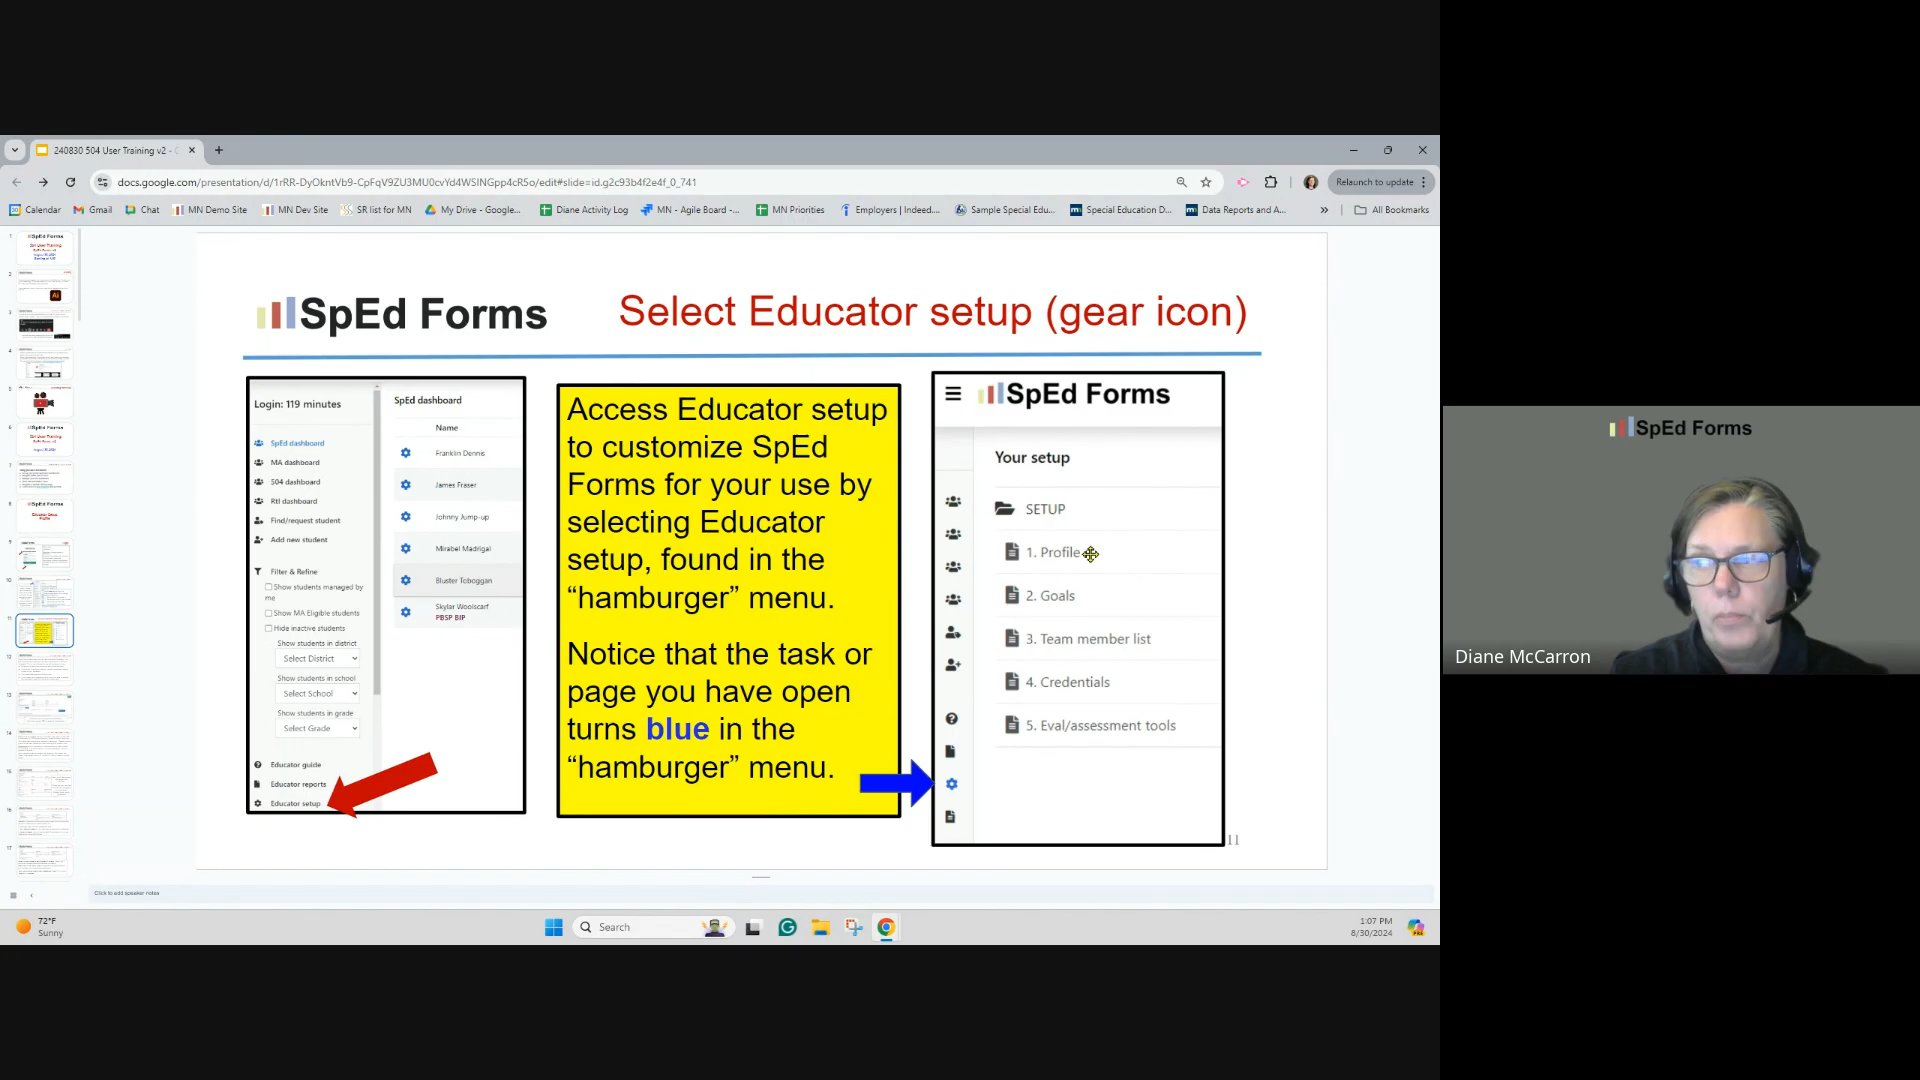 240830 504 User Training v2 -
docs.google.com/presentation/d/1rRR-DyOkntVb9-CpFqV9ZU3MU0cvYd4WSlNGpp4cRSo/edit#slide=id.g2c93b4f2e4f_0_741
Relaunch to update
Calendar
Gmail
Chat
MN Demo Site
MN Dev Site
SR list for MN
My Drive - Google...
Diane Activity Log
MN - Agile Board -...
MN Priorities
Employers | Indeed....
Sample Special Edu...
Special Education D...
Data Reports and A...
All Bookmarks
SpEd Forms
Select Educator setup (gear icon)
Login: 119 minutes
SpEd dashboard
MA dashboard
504 dashboard
RtI dashboard
Find/request student
Add new student
Filter & Refine
Show students managed by
me
Show MA Eligible students
Hide inactive students
Show students in district
Select District
Show students in school
Select School
Show students in grade
Select Grade
Educator guide
Educator reports
Educator setup
SpEd dashboard
Name
Franklin Dennis
James Fraser
Johnny Jump-up
Mirabel Madrigal
Bluster Toboggan
Skylar Woolscarf
PBSP BIP
Access Educator setup
to customize SpEd
Forms for your use by
selecting Educator
setup, found in the
“hamburger” menu.
Notice that the task or
page you have open
turns blue in the
“hamburger” menu.
SpEd Forms
Your setup
SETUP
1. Profile
2. Goals
3. Team member list
4. Credentials
5. Eval/assessment tools
11
Click to add speaker notes
72°F
Sunny
Search
1:07 PM
8/30/2024
SpEd Forms
Diane McCarron